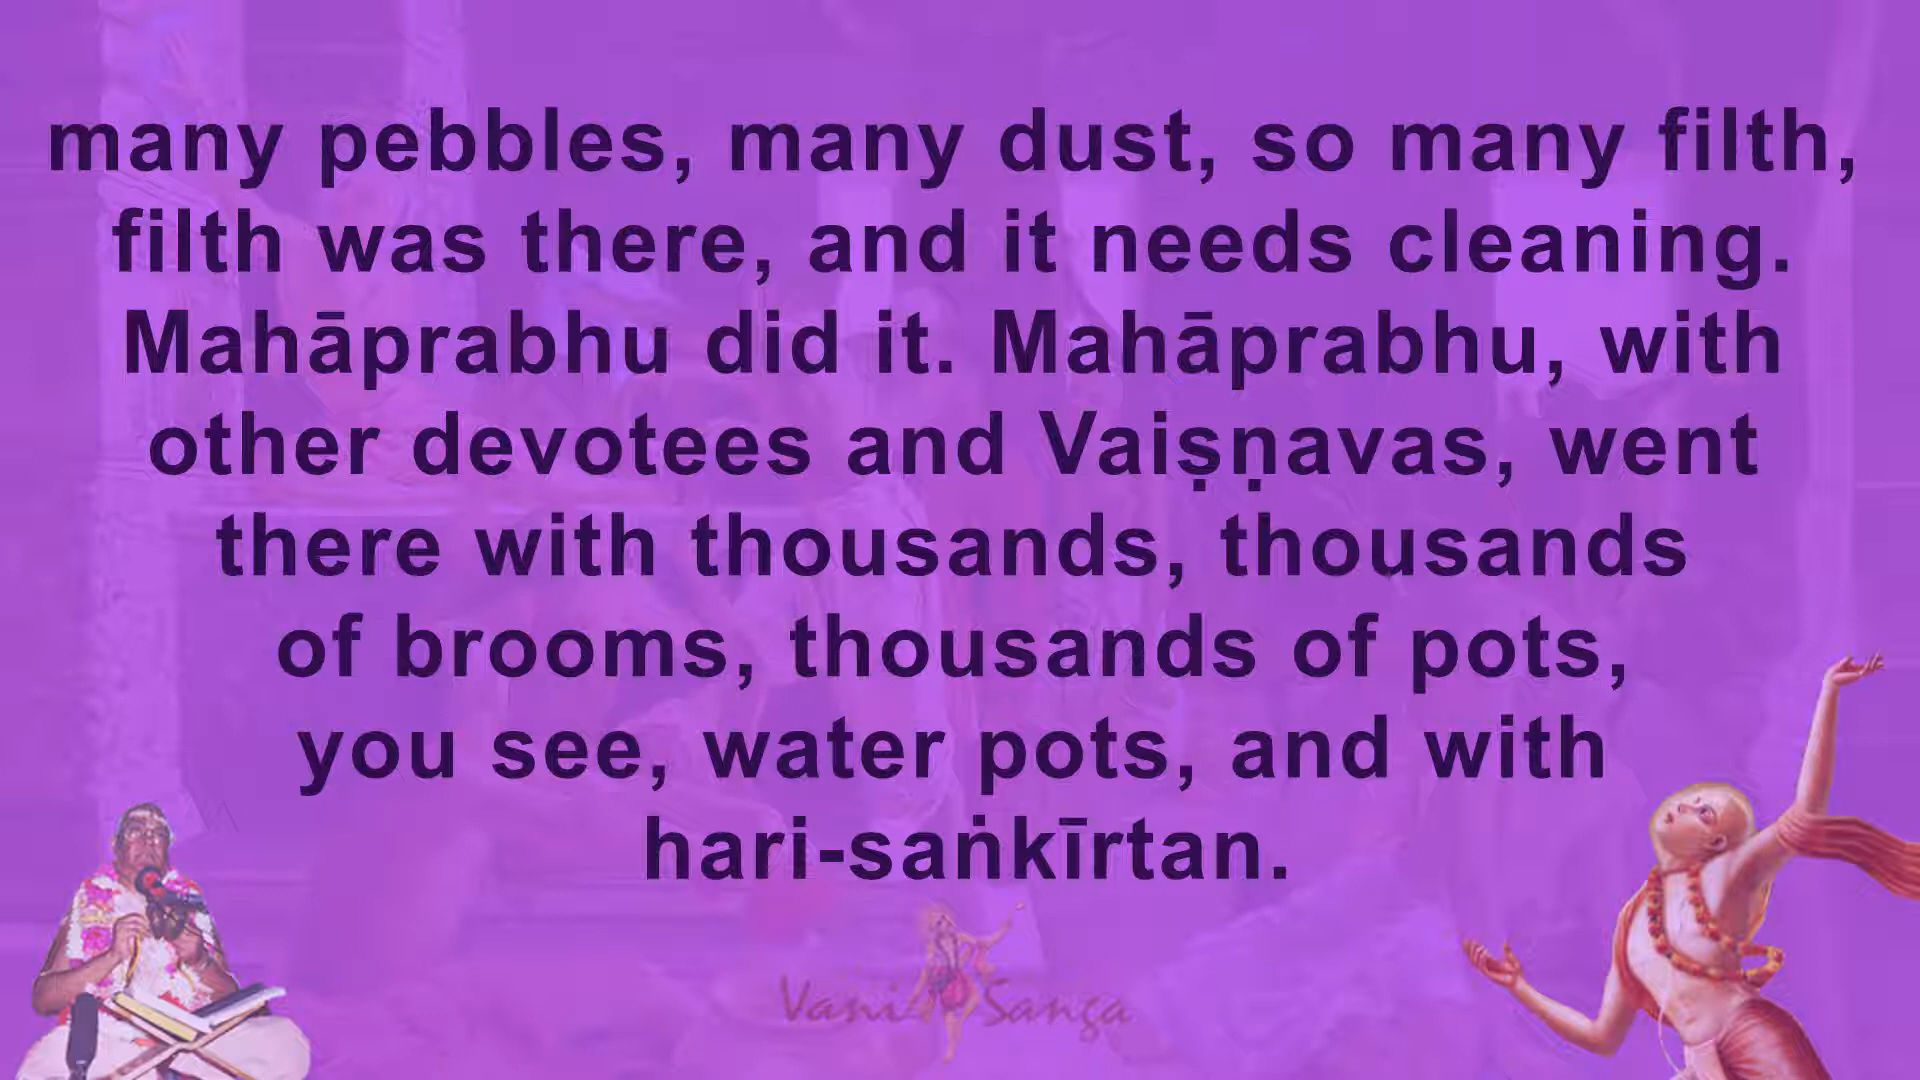 many pebbles, many dust, so many filth,
filth was there, and it needs cleaning.
Mahāprabhu did it. Mahāprabhu, with
other devotees and Vaiṣṇavas, went
there with thousands, thousands
of brooms, thousands of pots,
you see, water pots, and with
hari-saṅkīrtan.
Vani Sanga